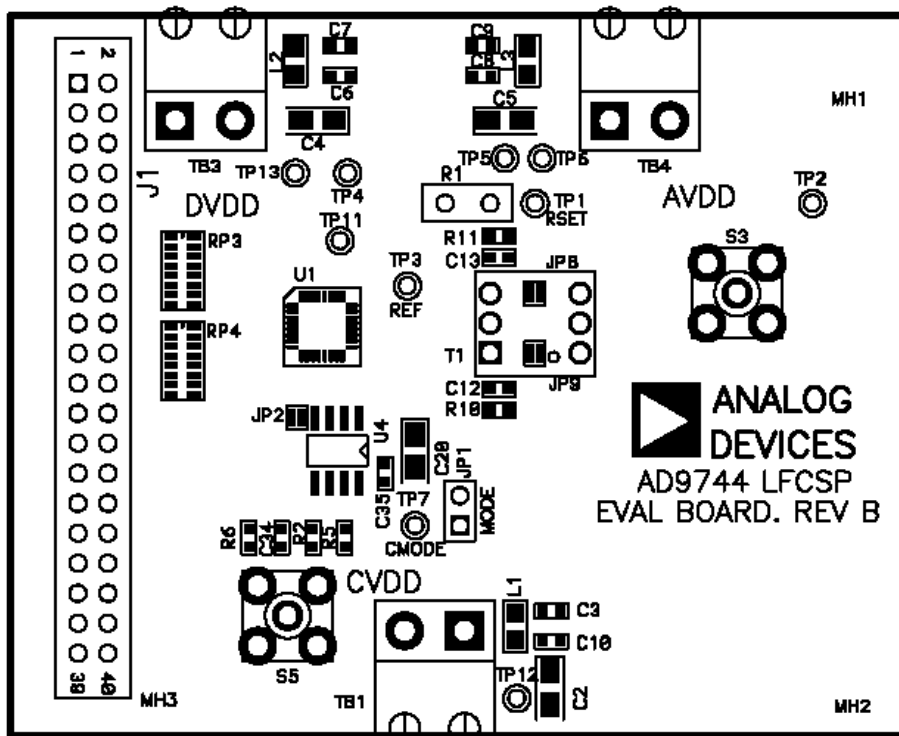 C7
C9
1 2
L2
L3
C8
C6
MH1
C4
C5
J1
TB3
TP13
TP4
TP5
TP6
TB4
R1
DVDD
TP11
TP1
RSET
AVDD
TP2
RP3
R11
C13
S3
U1
TP3
REF
JP8
RP4
T1
JP9
C12
R10
JP2
U4
C20
JP1
MODE
ANALOG
DEVICES
AD9744 LFCSP
EVAL BOARD. REV B
C35
TP7
CMODE
R6
C34
R2
R5
CVDD
L1
C3
C10
S5
TP12
C2
39 40
MH3
TB1
MH2